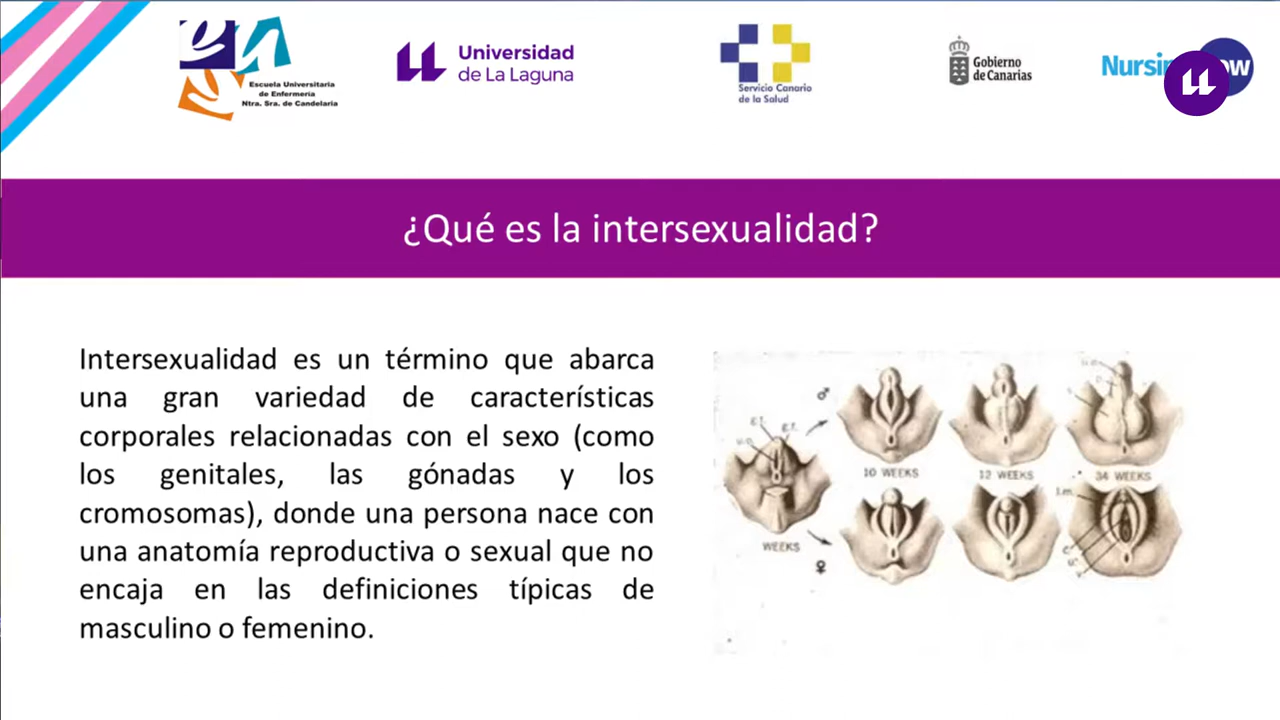 Escuela Universitaria
de Enfermería
Ntra. Sra. de Candelaria
Universidad
de La Laguna
Servicio Canario
de la Salud
Gobierno
de Canarias
¿Qué es la intersexualidad?
Intersexualidad es un término que abarca
una gran variedad de características
corporales relacionadas con el sexo (como
los genitales, las gónadas y los
cromosomas), donde una persona nace con
una anatomía reproductiva o sexual que no
encaja en las definiciones típicas de
masculino o femenino.
♂
10 WEEKS
12 WEEKS
34 WEEKS
WEEKS
♀